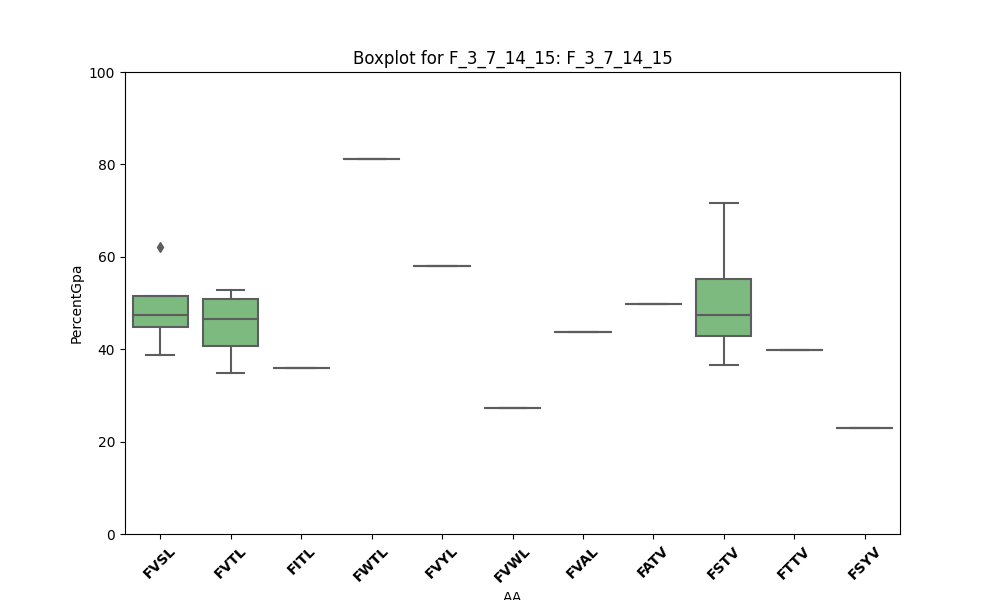 Boxplot for F_3_7_14_15: F_3_7_14_15
100
80
60
40
20
0
PercentGpa
FVSL
FVTL
FITL
FWTL
FVYL
FVWL
FVAL
FATV
FSTV
FTTV
FSYV
AA